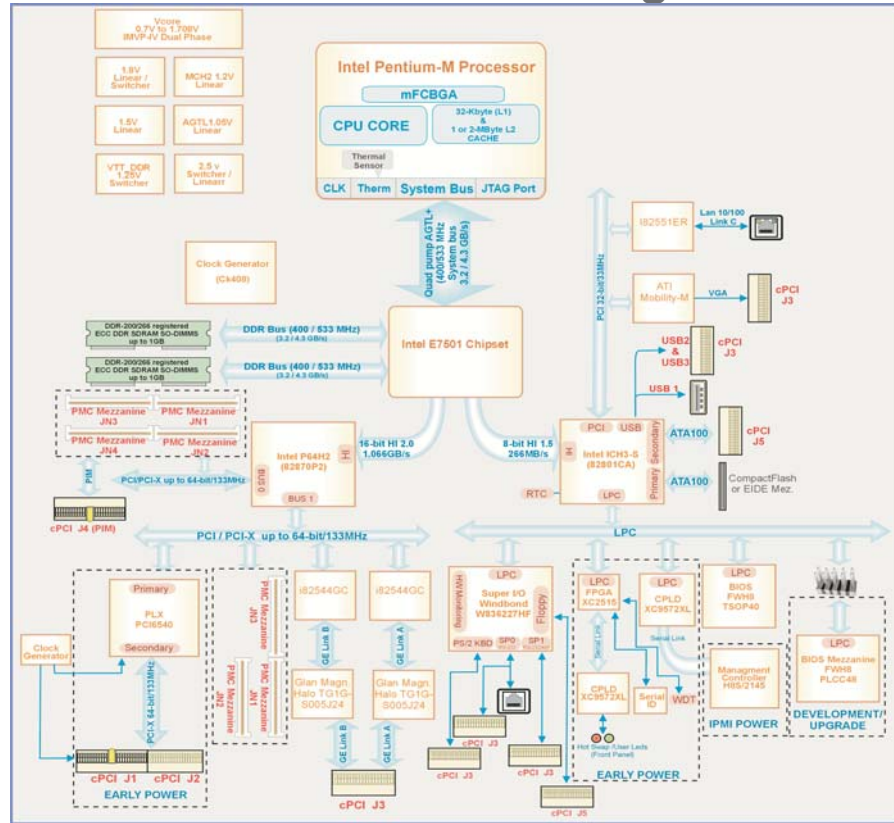 Vcore
0.7V to 1.700V
IMVP-IV Dual Phase
1.8V
Linear /
Switcher
MCH2 1.2V
Linear
1.5V
Linear
AGTL1.05V
Linear
VTT_DDR
1.25V
Switcher
2.5 v
Switcher /
Linearr
Intel Pentium-M Processor
mFCBGA
CPU CORE
32-Kbyte (L1)
&
1 or 2-MByte L2
CACHE
Thermal
Sensor
CLK
Therm
System Bus
JTAG Port
Quad pump AGTL+
(400/533 MHz
System bus
3.2 / 4.3 GB/s)
Clock Generator
(Ck408)
PCI 32-bit/33MHz
I82551ER
Lan 10/100
Link C
ATI
Mobility-M
VGA
cPCI
J3
DDR-200/266 registered
ECC DDR SDRAM SO-DIMMS
up to 1GB
DDR Bus (400 / 533 MHz)
(3.2 / 4.3 GB/s)
DDR-200/266 registered
ECC DDR SDRAM SO-DIMMS
up to 1GB
DDR Bus (400 / 533 MHz)
(3.2 / 4.3 GB/s)
Intel E7501 Chipset
USB2
&
USB3
cPCI
J3
USB 1
PMC Mezzanine
JN3
PMC Mezzanine
JN1
PMC Mezzanine
JN4
PMC Mezzanine
JN2
Intel P64H2
(82870P2)
HI
BUS 0
BUS 1
16-bit HI 2.0
1.066GB/s
8-bit HI 1.5
266MB/s
PCI
USB
HI
Intel ICH3-S
(82801CA)
Secondary
Primary
LPC
RTC
ATA100
cPCI
J5
ATA100
CompactFlash
or EIDE Mez.
PIM
PCI/PCI-X up to 64-bit/133MHz
cPCI J4 (PIM)
PCI / PCI-X up to 64-bit/133MHz
LPC
Primary
PLX
PCI6540
Secondary
Clock
Generator
PCI-X 64-bit/133MHz
cPCI J1
cPCI J2
EARLY POWER
PMC Mezzanine
JN3
PMC Mezzanine
JN1
PMC Mezzanine
JN2
i82544GC
i82544GC
GE Link B
GE Link A
Glan Magn.
Halo TG1G-
S005J24
Glan Magn.
Halo TG1G-
S005J24
GE Link B
GE Link A
cPCI J3
LPC
Super I/O
Windbond
W836227HF
HW Monitoring
Floppy
PS/2 KBD
SP0
SP1
cPCI J3
cPCI J3
cPCI J3
cPCI J5
LPC
FPGA
XC2515
LPC
CPLD
XC9572XL
Serial Link
Serial Link
CPLD
XC9572XL
Serial
ID
WDT
Hot Swap /User Leds
(Front Panel)
EARLY POWER
LPC
BIOS
FWH8
TSOP40
Managment
Controller
H8S/2145
IPMI POWER
LPC
BIOS Mezzanine
FWH8
PLCC48
DEVELOPMENT/
UPGRADE